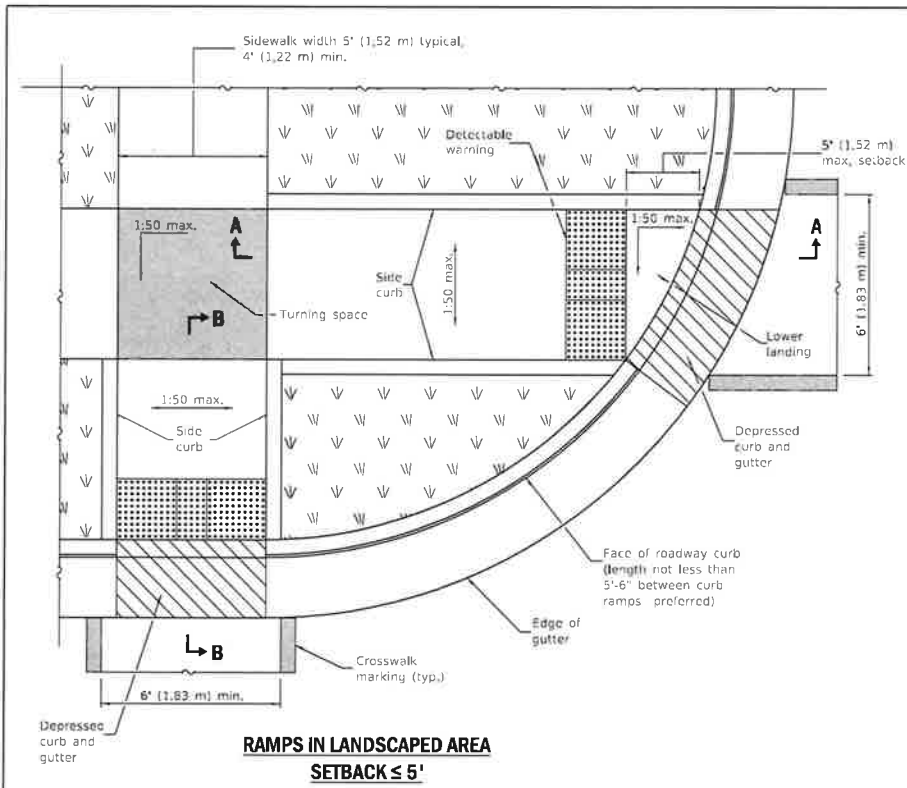 Sidewalk width 5' (1,52 m) typical,
4' (1,22 m) min.
Detectable
warning
5' (1,52 m)
max, setback
1:50 max.
A
1:50 max.
A
Side
curb
1:50 max,
6' (1.83 m) min.
B
Turning space
Lower
landing
1:50 max.
Side
curb
Depressed
curb and
gutter
Face of roadway curb
(length not less than
5'-6" between curb
ramps preferred)
Edge of
gutter
B
Crosswalk
marking (typ,)
6' (1.83 m) min.
Depressed
curb and
gutter
RAMPS IN LANDSCAPED AREA
SETBACK ≤ 5'